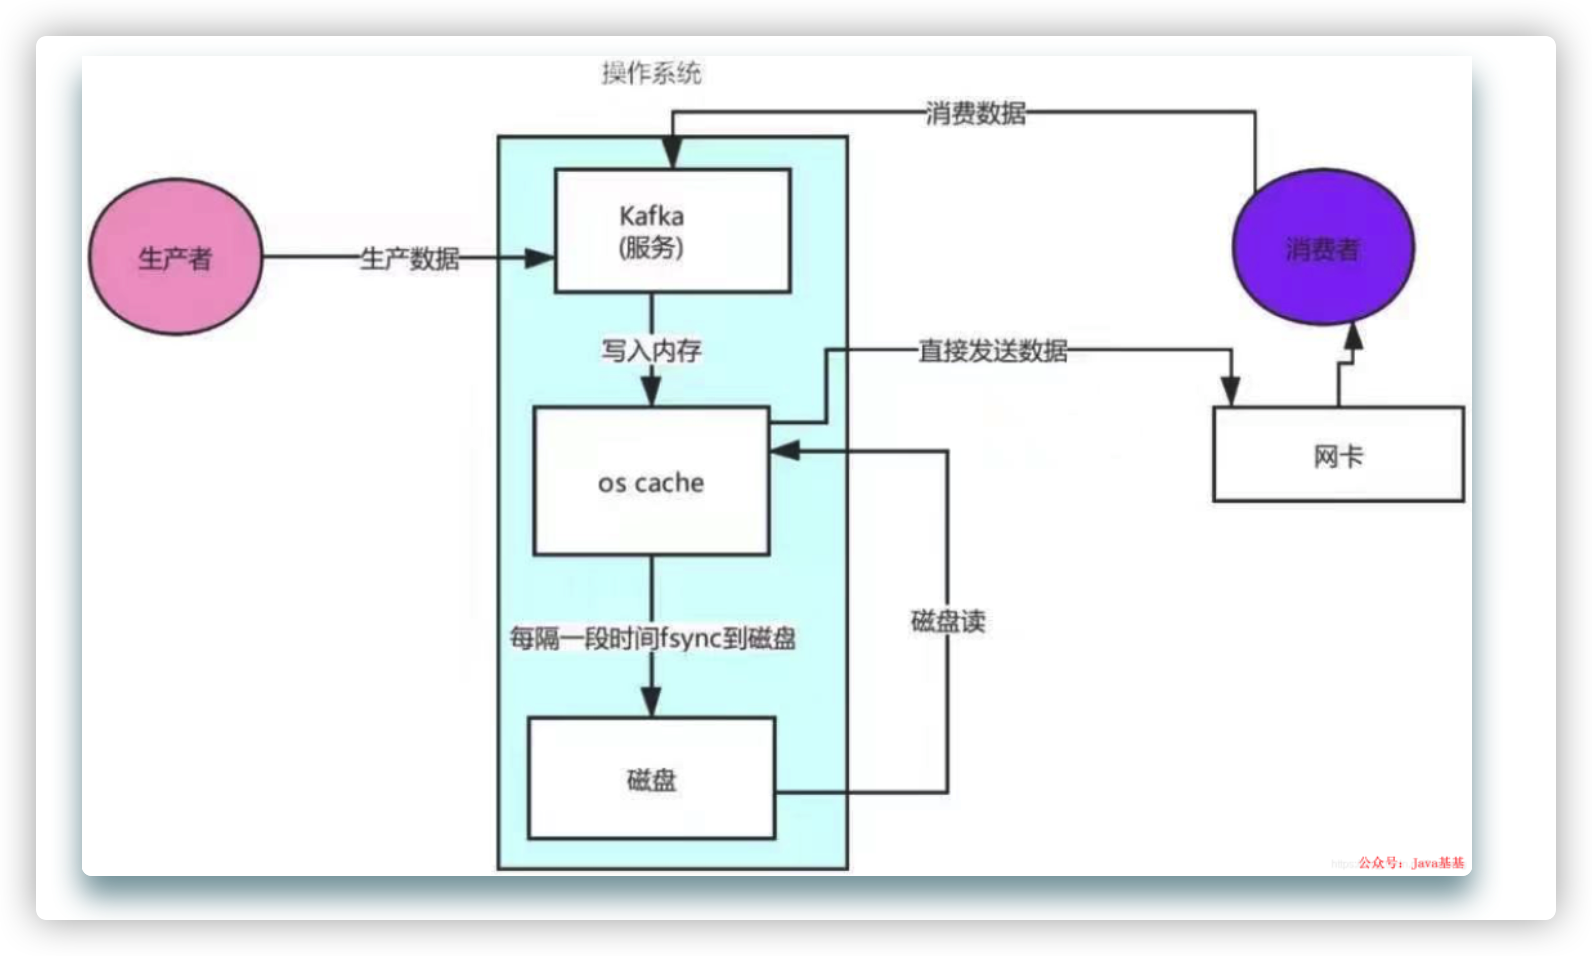 操作系统
消费数据
Kafka
(服务)
生产者
生产数据
消费者
写入内存
直接发送数据
网卡
os cache
磁盘读
每隔一段时间fsync到磁盘
磁盘
公众号：Java基基